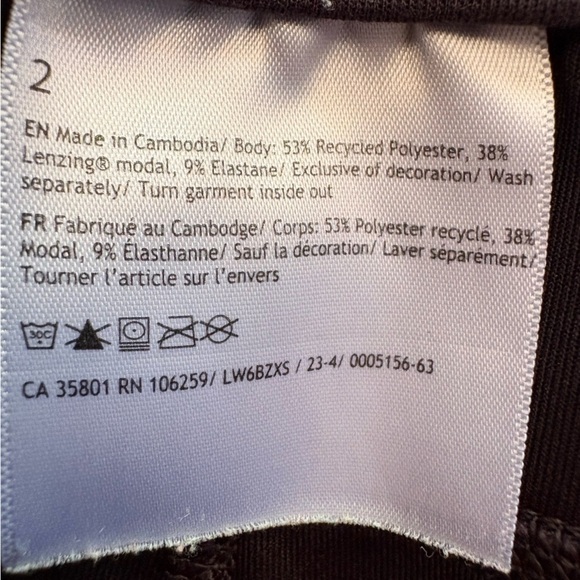 2
EN Made in Cambodia/ Body: 53% Recycled Polyester, 38%
Lenzing® modal, 9% Elastane/ Exclusive of decoration/ Wash
separately/ Turn garment inside out
FR Fabriqué au Cambodge/ Corps: 53% Polyester recyclé, 38%
Modal, 9% Élasthanne/ Sauf la décoration/ Laver séparément/
Tourner l'article sur l'envers
30C
CA 35801 RN 106259/ LW6BZXS / 23-4/ 0005156-63